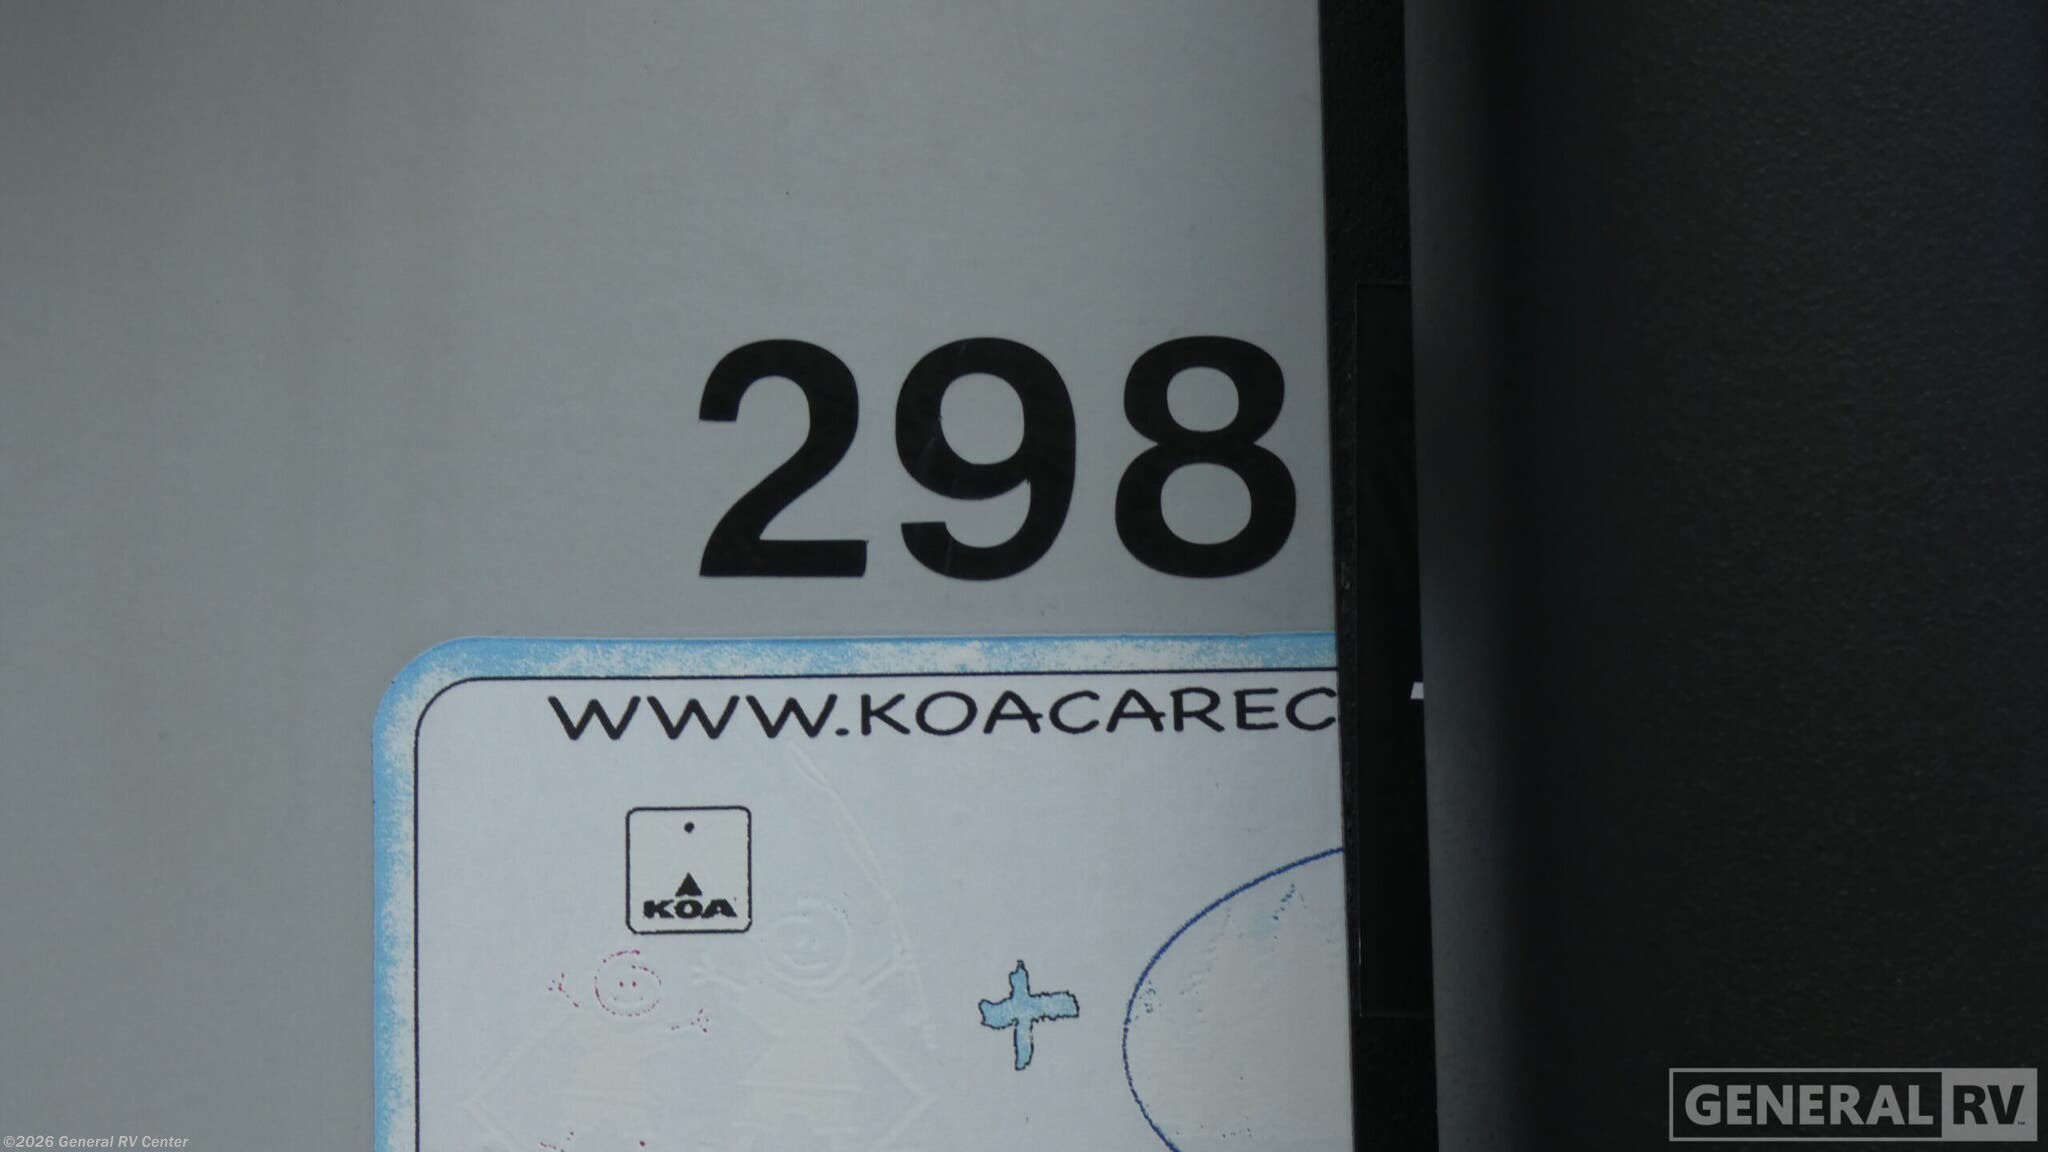 298
WWW.KOACAREC
KOA
GENERAL RV
©2026 General RV Center